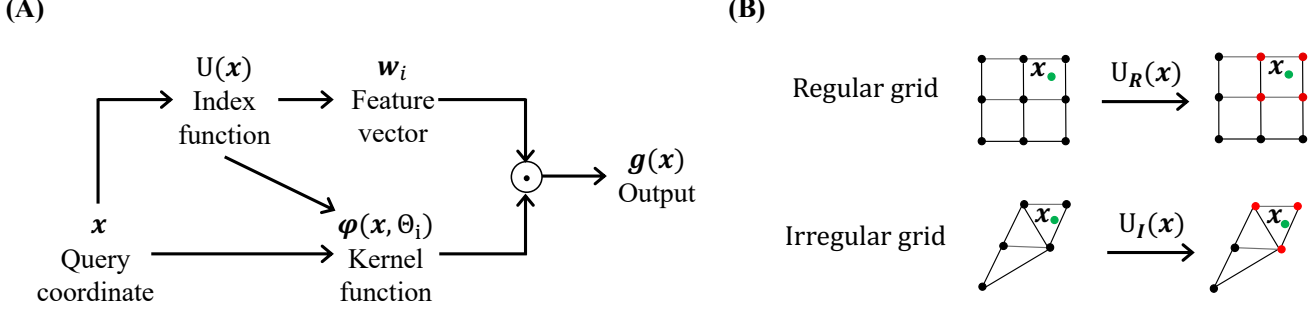 (A)
U(x)
Index
function
w_i
Feature
vector
g(x)
Output
x
Query
coordinate
φ(x, Θ_i)
Kernel
function
(B)
Regular grid
x
U_R(x)
x
Irregular grid
x
U_I(x)
x